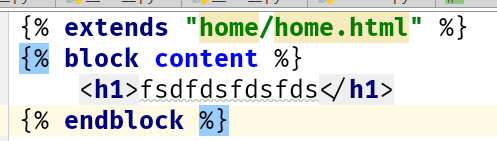 {% extends "home/home.html" %}
{% block content %}
<h1>fsdfdsfdsfds</h1>
{% endblock %}